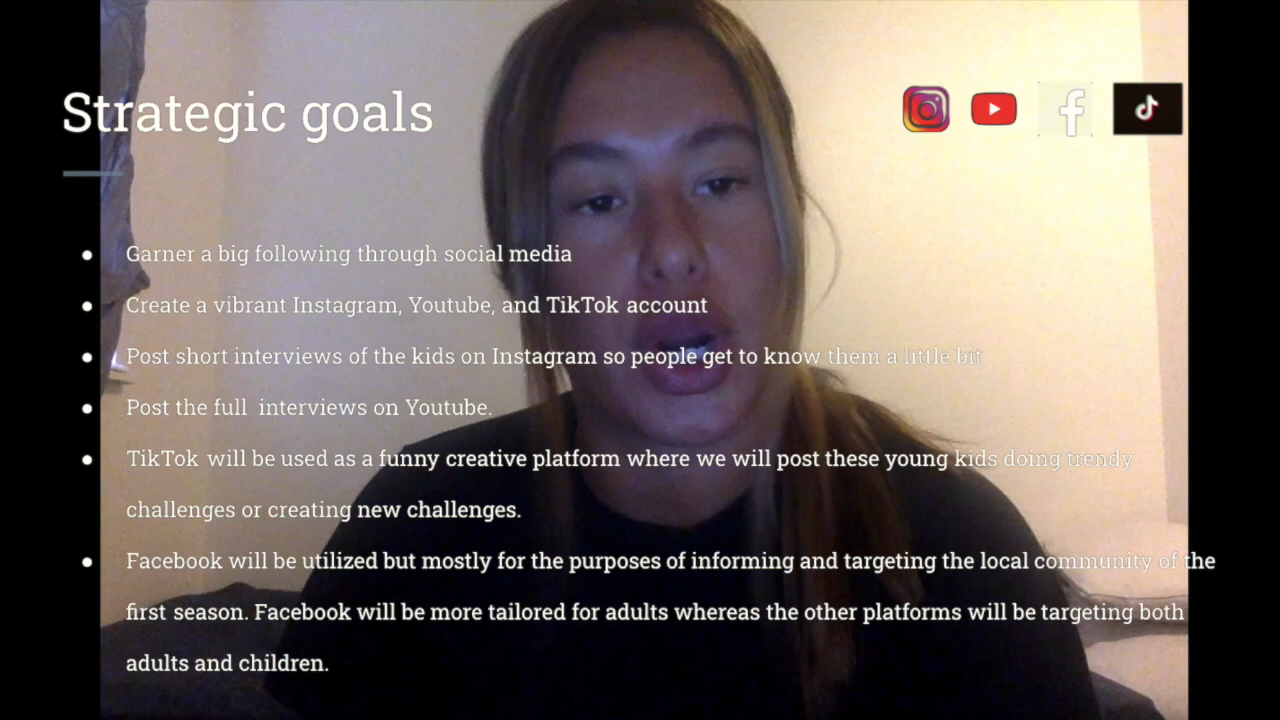 Strategic goals
● Garner a big following through social media
● Create a vibrant Instagram, Youtube, and TikTok account
● Post short interviews of the kids on Instagram so people get to know them a little bit
● Post the full interviews on Youtube.
● TikTok will be used as a funny creative platform where we will post these young kids doing trendy
challenges or creating new challenges.
● Facebook will be utilized but mostly for the purposes of informing and targeting the local community of the
first season. Facebook will be more tailored for adults whereas the other platforms will be targeting both
adults and children.